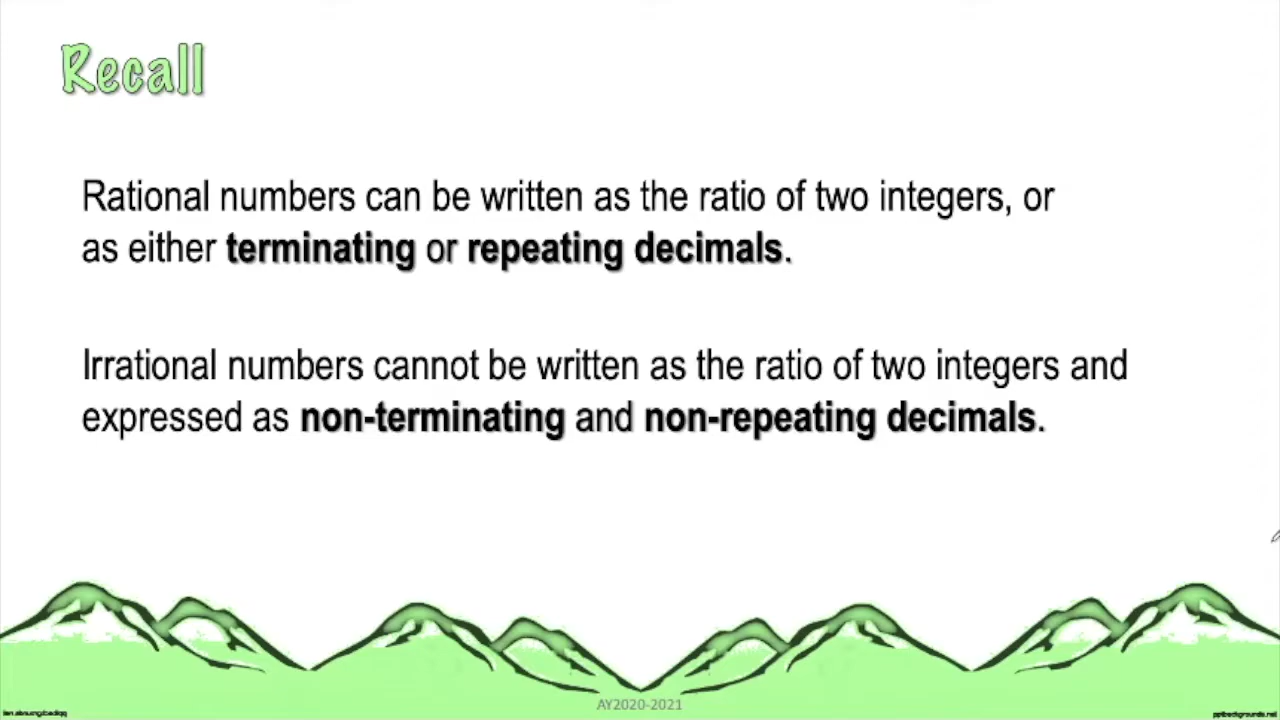 Recall
Rational numbers can be written as the ratio of two integers, or
as either terminating or repeating decimals.
Irrational numbers cannot be written as the ratio of two integers and
expressed as non-terminating and non-repeating decimals.
AY2020-2021
pptbackgrounds.net